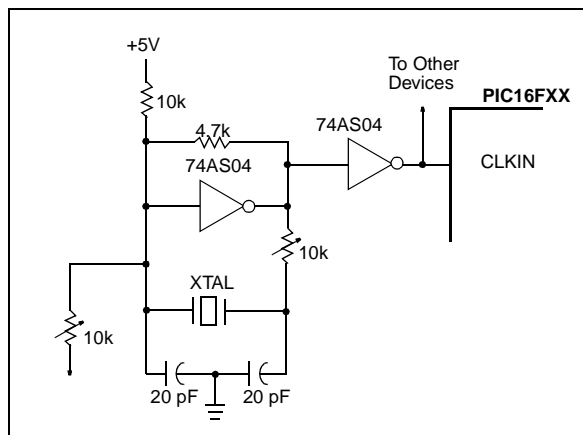 +5V
To Other
Devices
PIC16FXX
10k
4.7k
74AS04
74AS04
CLKIN
10k
XTAL
10k
20 pF
20 pF